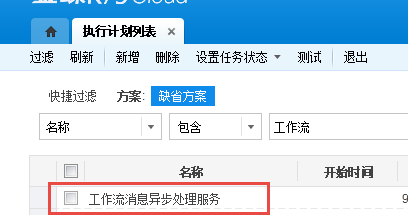 Cloud
执行计划列表 ×
过滤 刷新 新增 删除 设置任务状态 测试 退出
快捷过滤 方案: 缺省方案
名称 包含 工作流
名称 开始时间
工作流消息异步处理服务 9